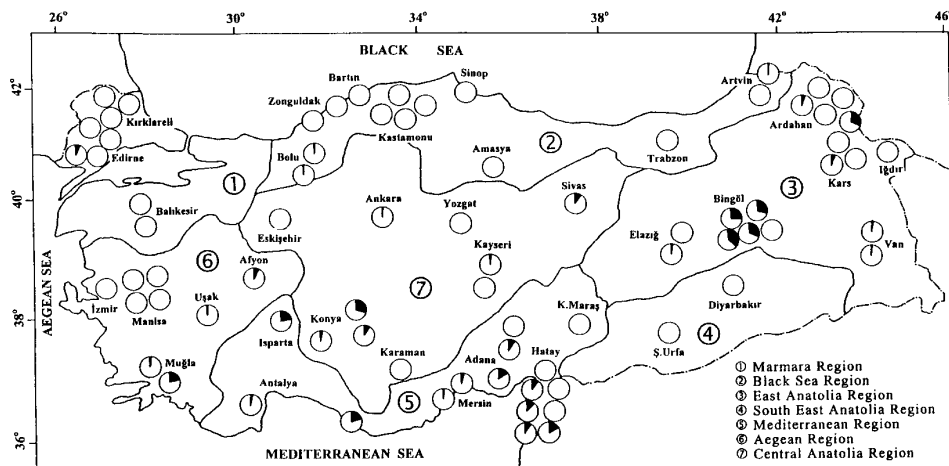 26° 30° 34° 38° 42° 46°
BLACK SEA
42°
Bartın
Sinop
Artvin
Zonguldak
Kırklareli
Kastamonu
Ardahan
Edirne
Bolu
②
Amasya
Trabzon
Iğdır
①
Kars
40°
Balıkesir
Ankara
Yozgat
Sivas
Bingöl
③
Eskişehir
Elazığ
Van
⑥
Afyon
Kayseri
AEGEAN SEA
İzmir
Manisa
Uşak
⑦
K.Maraş
Diyarbakır
38°
Isparta
Konya
Ş.Urfa
④
Muğla
Karaman
Adana
Hatay
Antalya
⑤
Mersin
36°
MEDITERRANEAN SEA
① Marmara Region
② Black Sea Region
③ East Anatolia Region
④ South East Anatolia Region
⑤ Mediterranean Region
⑥ Aegean Region
⑦ Central Anatolia Region